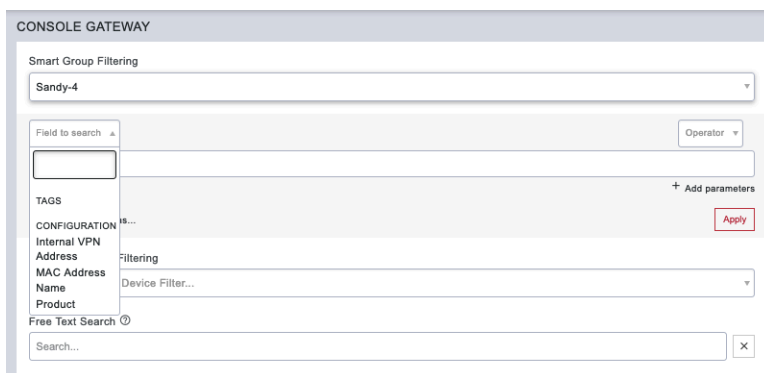 CONSOLE GATEWAY
Smart Group Filtering
Sandy-4
Field to search
Operator
TAGS
+ Add parameters
CONFIGURATION
Internal VPN
Address
MAC Address
Name
Product
Apply
Filtering
Device Filter...
Free Text Search
Search...